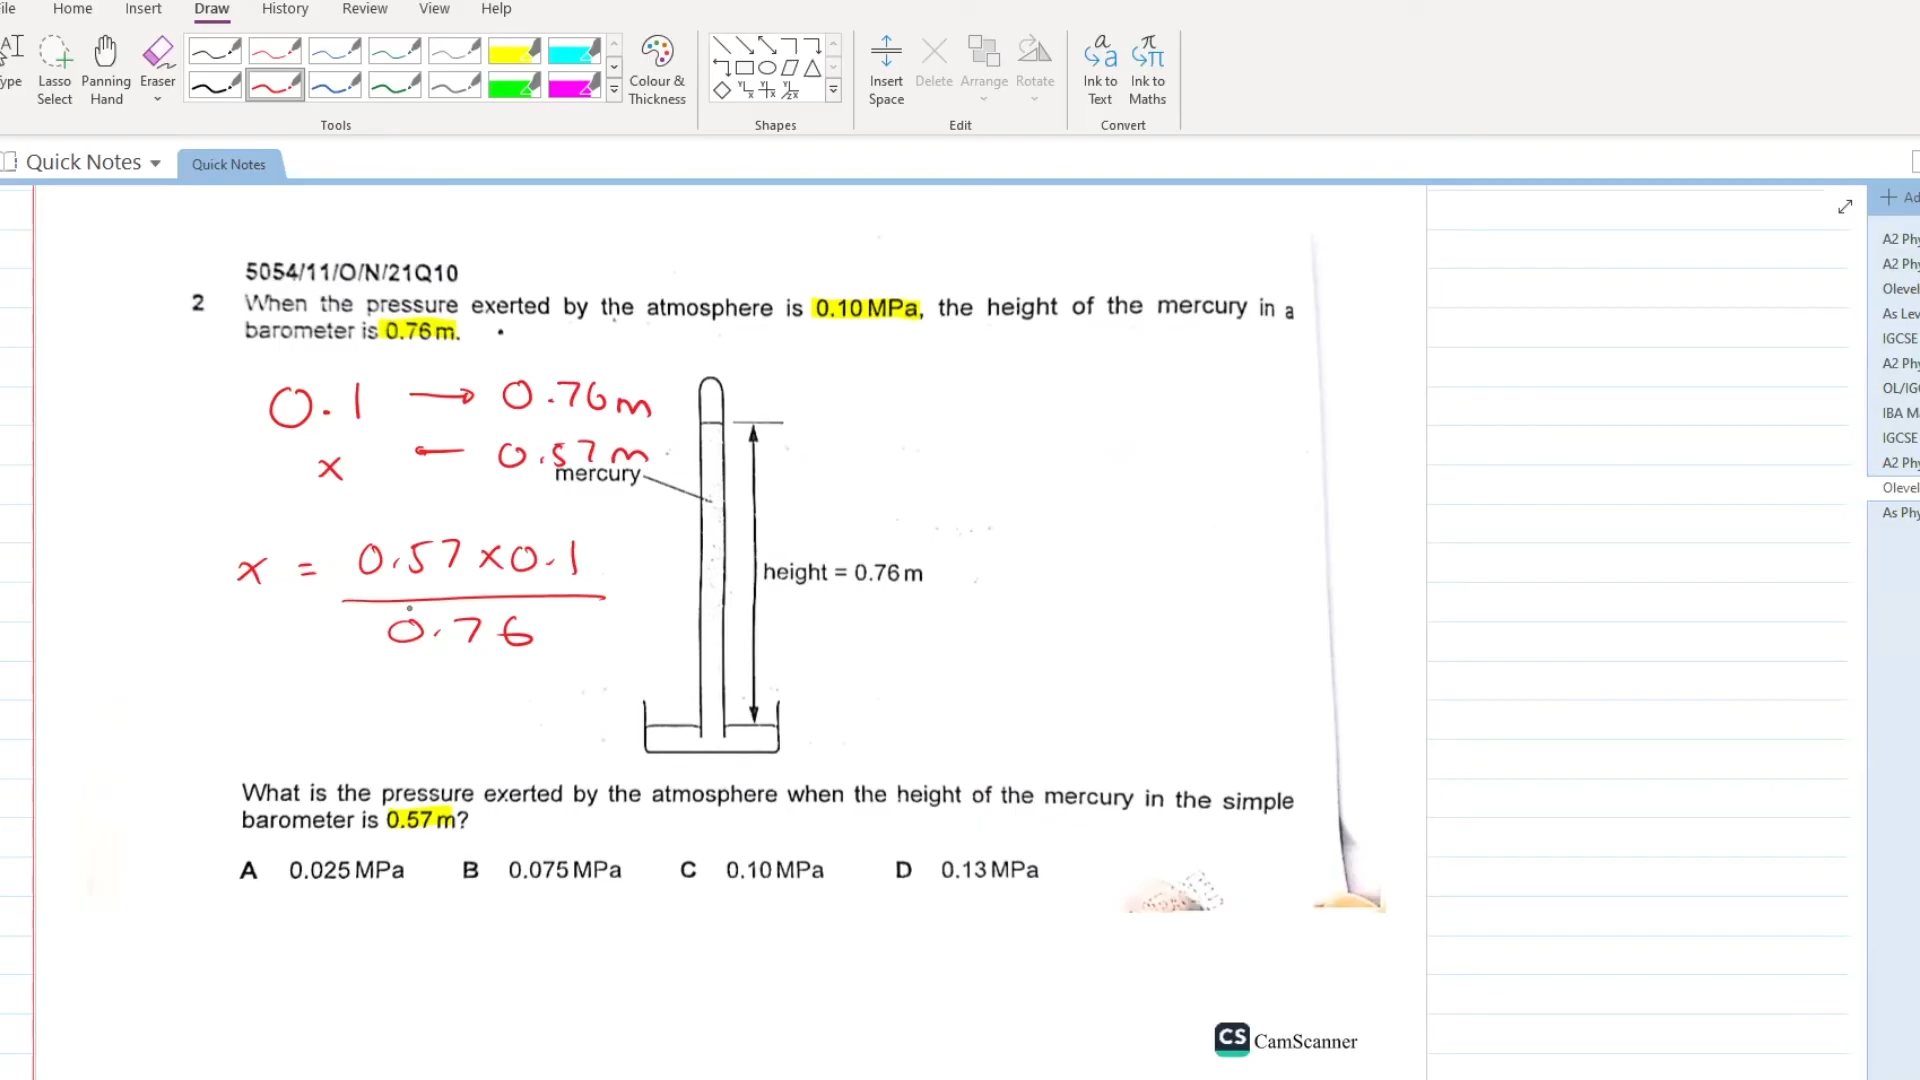 Home Insert Draw History Review View Help
Lasso Select
Panning Hand
Eraser
Colour & Thickness
Insert Space
Delete
Arrange
Rotate
Ink to Text
Ink to Maths
Tools
Shapes
Edit
Convert
Quick Notes
Quick Notes
5054/11/O/N/21Q10
2 When the pressure exerted by the atmosphere is 0.10 MPa, the height of the mercury in a
barometer is 0.76 m.
0.1 → 0.76 m
x ← 0.57 m
mercury
x = 0.57 × 0.1
0.76
height = 0.76 m
What is the pressure exerted by the atmosphere when the height of the mercury in the simple
barometer is 0.57 m?
A 0.025 MPa B 0.075 MPa C 0.10 MPa D 0.13 MPa
CS CamScanner
A2 Phy
A2 Phy
Olevel
As Lev
IGCSE
A2 Phy
OL/IG
IBA M
IGCSE
A2 Phy
Olevel
As Phy